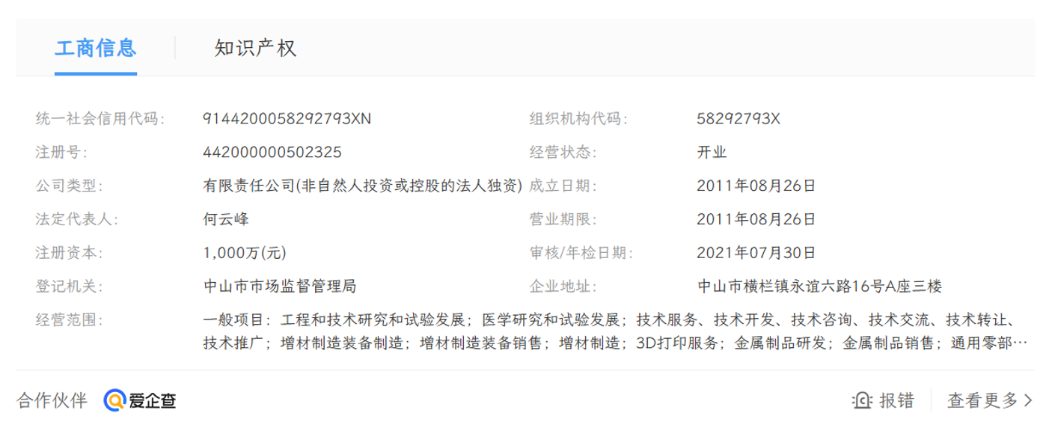 工商信息 知识产权
统一社会信用代码: 9144200058292793XN 组织机构代码: 58292793X
注册号: 442000000502325 经营状态: 开业
公司类型: 有限责任公司(非自然人投资或控股的法人独资) 成立日期: 2011年08月26日
法定代表人: 何云峰 营业期限: 2011年08月26日
注册资本: 1,000万(元) 审核/年检日期: 2021年07月30日
登记机关: 中山市市场监督管理局 企业地址: 中山市横栏镇永谊六路16号A座三楼
经营范围: 一般项目：工程和技术研究和试验发展；医学研究和试验发展；技术服务、技术开发、技术咨询、技术交流、技术转让、
技术推广；增材制造装备制造；增材制造装备销售；增材制造；3D打印服务；金属制品研发；金属制品销售；通用零部…
合作伙伴 爱企查 报错 查看更多